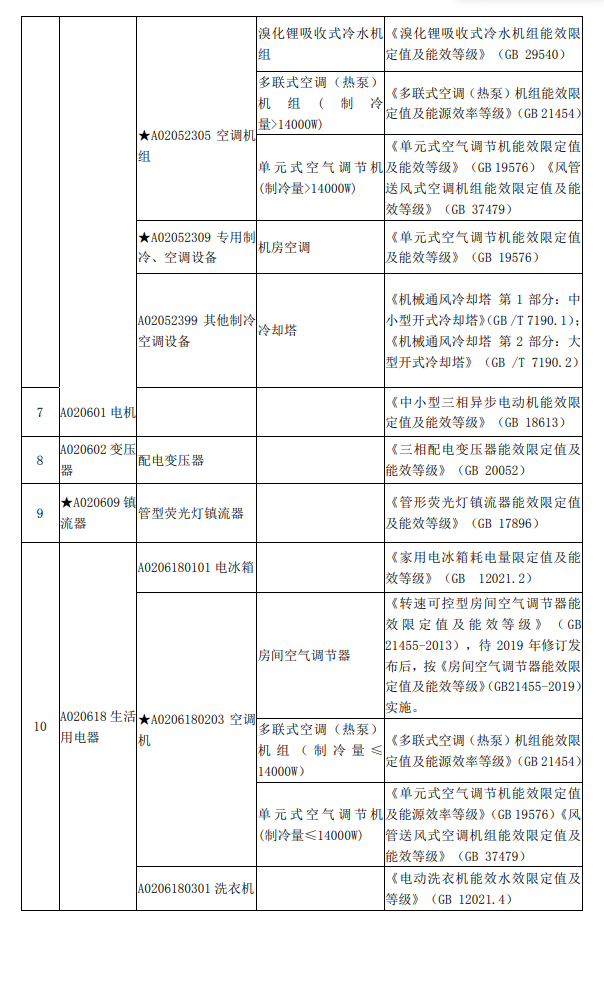 ★A02052305 空调机
组
溴化锂吸收式冷水机
组
《溴化锂吸收式冷水机组能效限
定值及能效等级》（GB 29540）
多联式空调（热泵）
机组(制冷
量>14000W)
《多联式空调（热泵）机组能效限
定值及能源效率等级》(GB 21454)
单元式空气调节机
(制冷量>14000W)
《单元式空气调节机能效限定值
及能效等级》（GB 19576）《风管
送风式空调机组能效限定值及能
效等级》（GB 37479）
★A02052309 专用制
冷、空调设备
机房空调
《单元式空气调节机能效限定值
及能效等级》（GB 19576）
A02052399 其他制冷
空调设备
冷却塔
《机械通风冷却塔 第 1 部分：中
小型开式冷却塔》(GB /T 7190.1)；
《机械通风冷却塔 第 2 部分：大
型开式冷却塔》（GB /T 7190.2）
7
A020601 电机
《中小型三相异步电动机能效限
定值及能效等级》（GB 18613）
8
A020602 变压
器
配电变压器
《三相配电变压器能效限定值及
能效等级》（GB 20052）
9
★A020609 镇
流器
管型荧光灯镇流器
《管形荧光灯镇流器能效限定值
及能效等级》（GB 17896）
10
A020618 生活
用电器
A0206180101 电冰箱
《家用电冰箱耗电量限定值及能
效等级》（GB 12021.2）
★A0206180203 空调
机
房间空气调节器
《转速可控型房间空气调节器能
效限定值及能效等级》（GB
21455-2013），待 2019 年修订发
布后，按《房间空气调节器能效限
定值及能效等级》(GB21455-2019)
实施。
多联式空调（热泵）
机组（制冷量≤
14000W）
《多联式空调（热泵）机组能效限
定值及能源效率等级》(GB 21454)
单元式空气调节机
(制冷量≤14000W)
《单元式空气调节机能效限定值
及能源效率等级》(GB 19576)《风
管送风式空调机组能效限定值及
能效等级》（GB 37479）
A0206180301 洗衣机
《电动洗衣机能效水效限定值及
等级》（GB 12021.4）